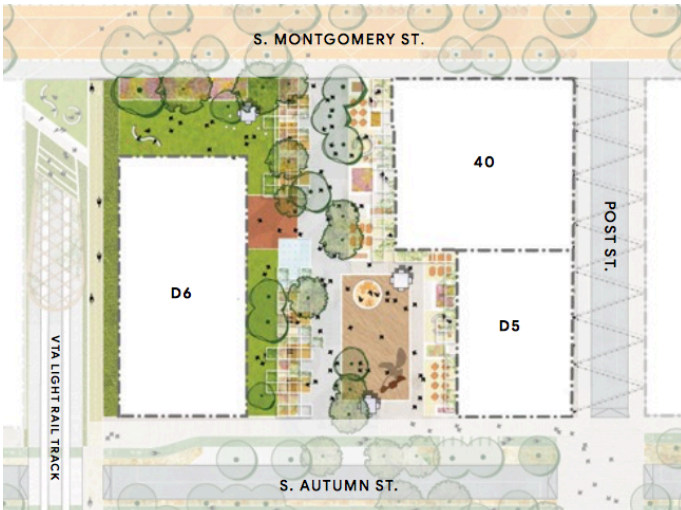 S. MONTGOMERY ST.
40
POST ST.
D6
D5
VTA LIGHT RAIL TRACK
S. AUTUMN ST.